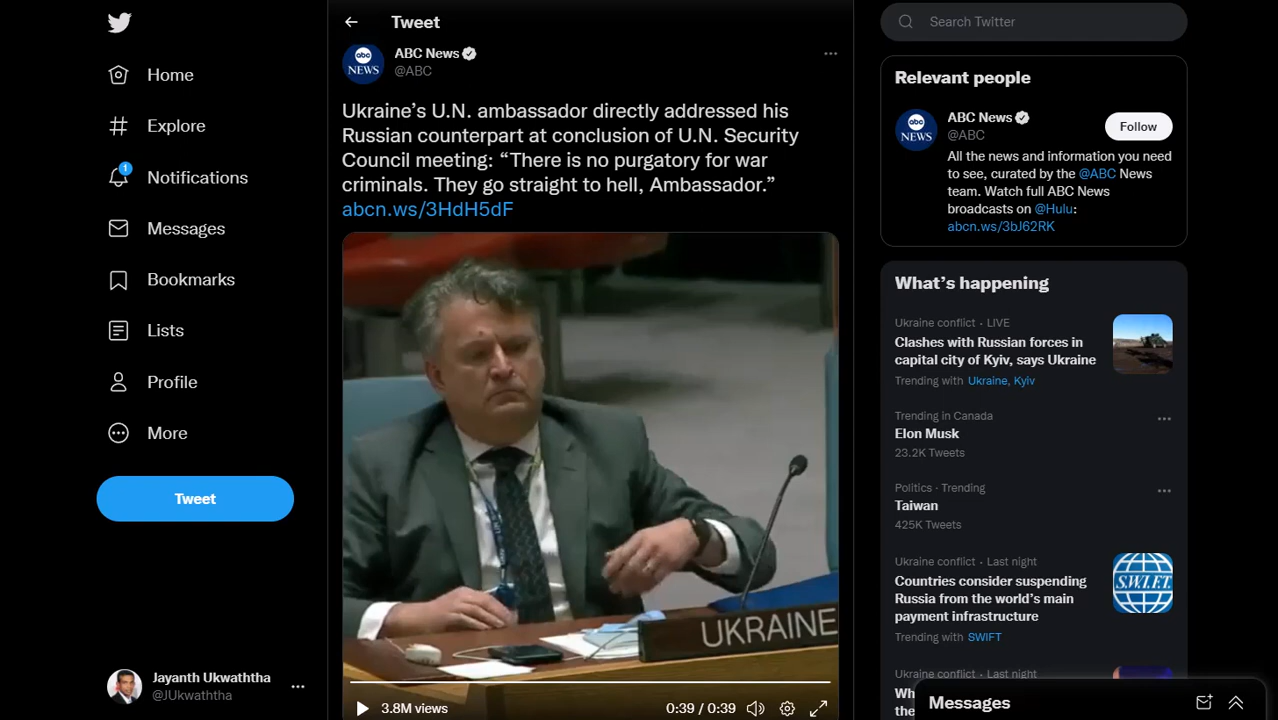 Home
Explore
1
Notifications
Messages
Bookmarks
Lists
Profile
More
Tweet
Jayanth Ukwaththa
@JUkwaththa
Tweet
abc
NEWS
ABC News
@ABC
Ukraine’s U.N. ambassador directly addressed his
Russian counterpart at conclusion of U.N. Security
Council meeting: “There is no purgatory for war
criminals. They go straight to hell, Ambassador.”
abcn.ws/3HdH5dF
UKRAINE
3.8M views
0:39 / 0:39
Search Twitter
Relevant people
abc
NEWS
ABC News
@ABC
Follow
All the news and information you need
to see, curated by the @ABC News
team. Watch full ABC News
broadcasts on @Hulu:
abcn.ws/3bJ62RK
What’s happening
Ukraine conflict · LIVE
Clashes with Russian forces in
capital city of Kyiv, says Ukraine
Trending with Ukraine, Kyiv
Trending in Canada
Elon Musk
23.2K Tweets
Politics · Trending
Taiwan
425K Tweets
Ukraine conflict · Last night
Countries consider suspending
Russia from the world’s main
payment infrastructure
Trending with SWIFT
S.W.I.F.T.
Ukraine conflict · Last night
Messages